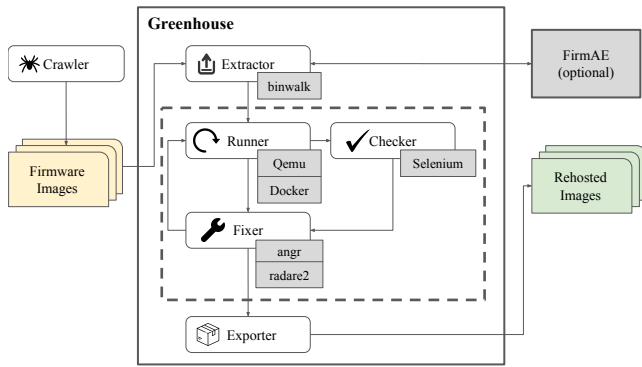 Greenhouse
Crawler
Extractor
binwalk
FirmAE
(optional)
Firmware
Images
Runner
Qemu
Docker
Checker
Selenium
Rehosted
Images
Fixer
angr
radare2
Exporter